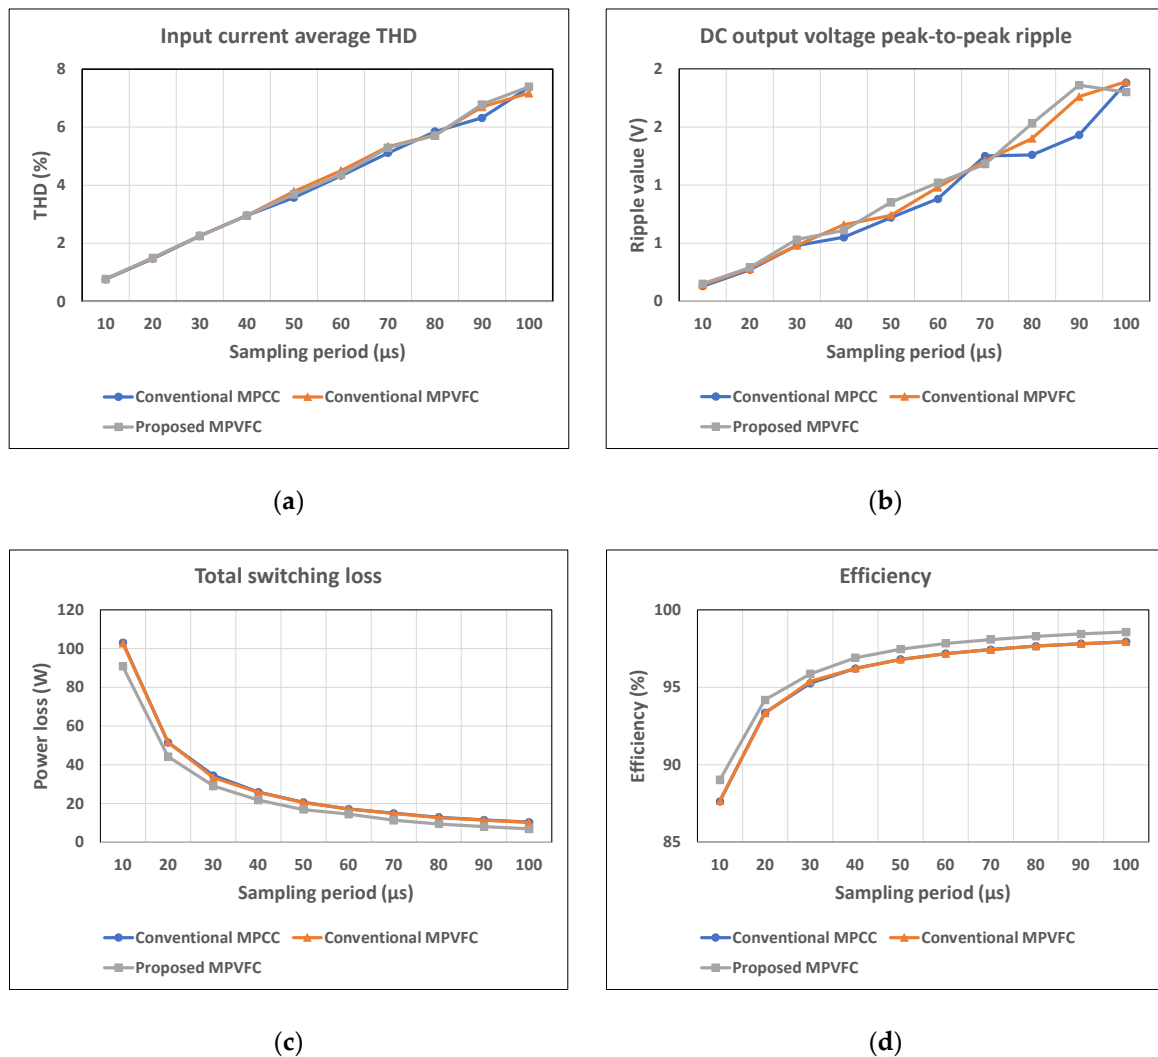 Input current average THD
8
6
4
2
0
THD (%)
10 20 30 40 50 60 70 80 90 100
Sampling period (µs)
Conventional MPCC Conventional MPVFC
Proposed MPVFC
(a)
DC output voltage peak-to-peak ripple
2
2
1
1
0
Ripple value (V)
10 20 30 40 50 60 70 80 90 100
Sampling period (µs)
Conventional MPCC Conventional MPVFC
Proposed MPVFC
(b)
Total switching loss
120
100
80
60
40
20
0
Power loss (W)
10 20 30 40 50 60 70 80 90 100
Sampling period (µs)
Conventional MPCC Conventional MPVFC
Proposed MPVFC
(c)
Efficiency
100
95
90
85
Efficiency (%)
10 20 30 40 50 60 70 80 90 100
Sampling period (µs)
Conventional MPCC Conventional MPVFC
Proposed MPVFC
(d)